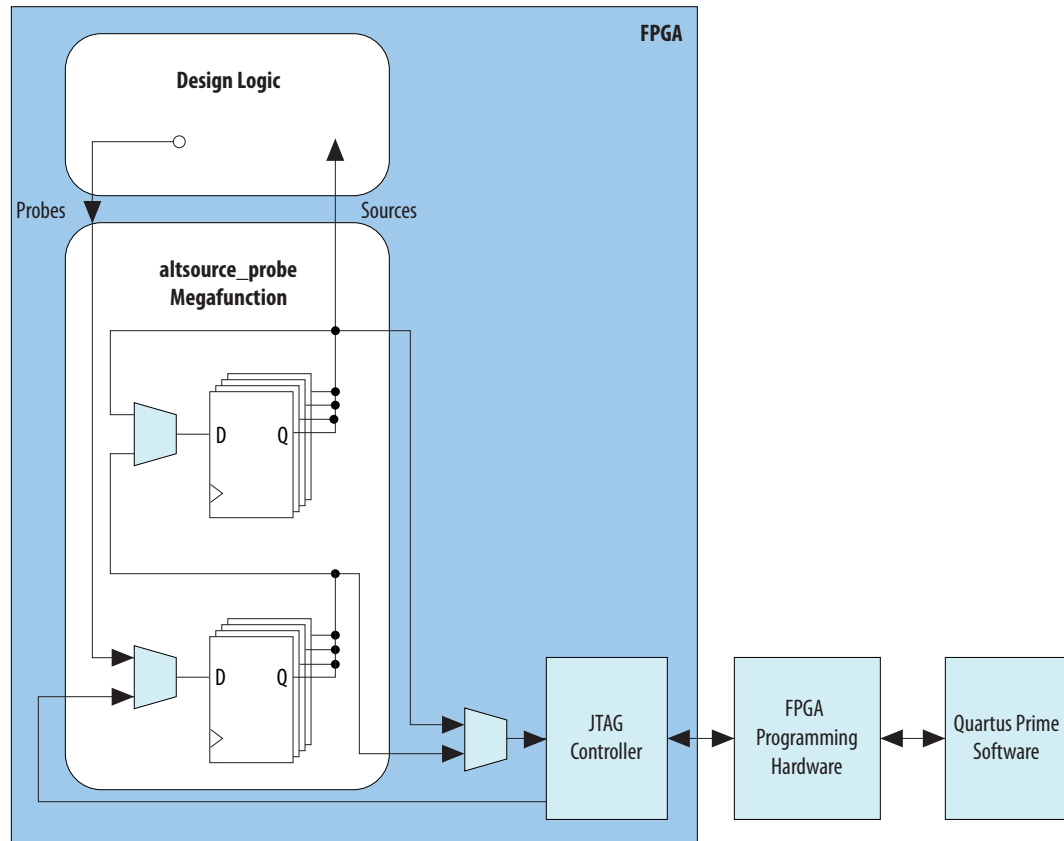 FPGA
Design Logic
Probes
Sources
altsource_probe
Megafunction
D
Q
D
Q
JTAG
Controller
FPGA
Programming
Hardware
Quartus Prime
Software